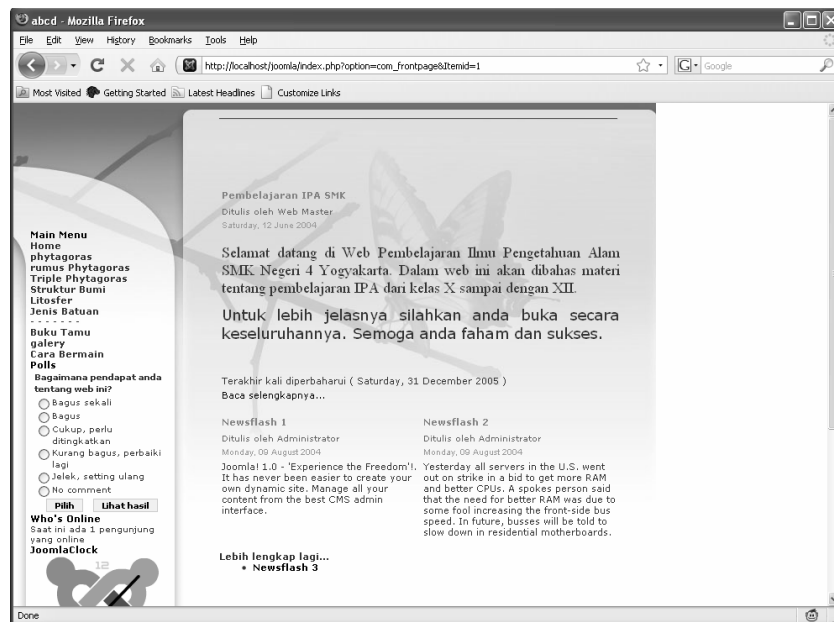 abcd - Mozilla Firefox
File Edit View History Bookmarks Tools Help
http://localhost/joomla/index.php?option=com_frontpage&Itemid=1
G Google
Most Visited Getting Started Latest Headlines Customize Links
Main Menu
Home
phytagoras
rumus Phytagoras
Triple Phytagoras
Struktur Bumi
Litosfer
Jenis Batuan
- - - - - - -
Buku Tamu
galery
Cara Bermain
Polls
Bagaimana pendapat anda
tentang web ini?
Bagus sekali
Bagus
Cukup, perlu
ditingkatkan
Kurang bagus, perbaiki
lagi
Jelek, setting ulang
No comment
Pilih Lihat hasil
Who's Online
Saat ini ada 1 pengunjung
yang online
JoomlaClock
12
Pembelajaran IPA SMK
Ditulis oleh Web Master
Saturday, 12 June 2004
Selamat datang di Web Pembelajaran Ilmu Pengetahuan Alam
SMK Negeri 4 Yogyakarta. Dalam web ini akan dibahas materi
tentang pembelajaran IPA dari kelas X sampai dengan XII.
Untuk lebih jelasnya silahkan anda buka secara
keseluruhannya. Semoga anda faham dan sukses.
Terakhir kali diperbaharui ( Saturday, 31 December 2005 )
Baca selengkapnya...
Newsflash 1
Ditulis oleh Administrator
Monday, 09 August 2004
Joomla! 1.0 - 'Experience the Freedom'!.
It has never been easier to create your
own dynamic site. Manage all your
content from the best CMS admin
interface.
Newsflash 2
Ditulis oleh Administrator
Monday, 09 August 2004
Yesterday all servers in the U.S. went
out on strike in a bid to get more RAM
and better CPUs. A spokes person said
that the need for better RAM was due to
some fool increasing the front-side bus
speed. In future, busses will be told to
slow down in residential motherboards.
Lebih lengkap lagi...
• Newsflash 3
Done